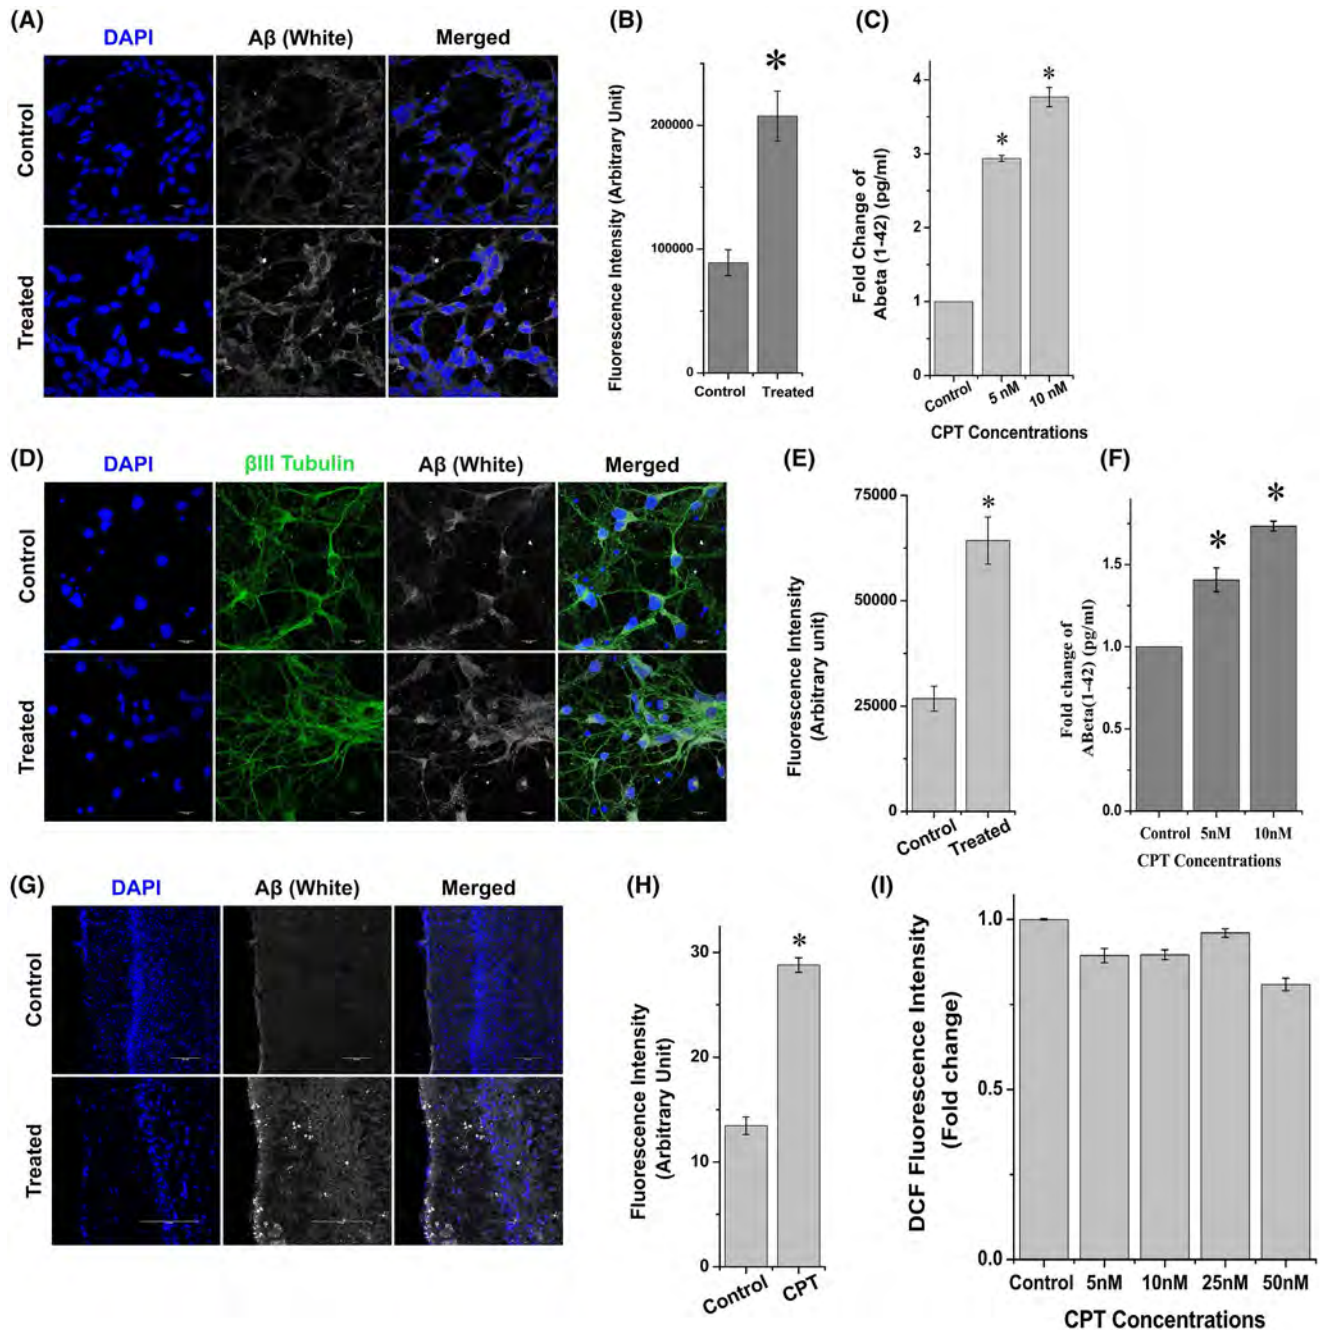 (A)
DAPI Aβ (White) Merged
Control
Treated
(B)
Fluorescence Intensity (Arbitrary Unit)
200000
100000
0
*
Control Treated
(C)
Fold Change of
Abeta (1-42) (pg/ml)
4
3
2
1
0
*
*
Control 5 nM 10 nM
CPT Concentrations
(D)
DAPI βIII Tubulin Aβ (White) Merged
Control
Treated
(E)
Fluorescence Intensity
(Arbitrary unit)
75000
50000
25000
0
*
Control Treated
(F)
Fold change of
ABeta(1-42) (pg/ml)
1.5
1.0
0.5
0.0
*
*
Control 5nM 10nM
CPT Concentrations
(G)
DAPI Aβ (White) Merged
Control
Treated
(H)
Fluorescence Intensity
(Arbitrary Unit)
30
20
10
0
*
Control CPT
(I)
DCF Fluorescence Intensity
(Fold change)
1.0
0.5
0.0
Control 5nM 10nM 25nM 50nM
CPT Concentrations